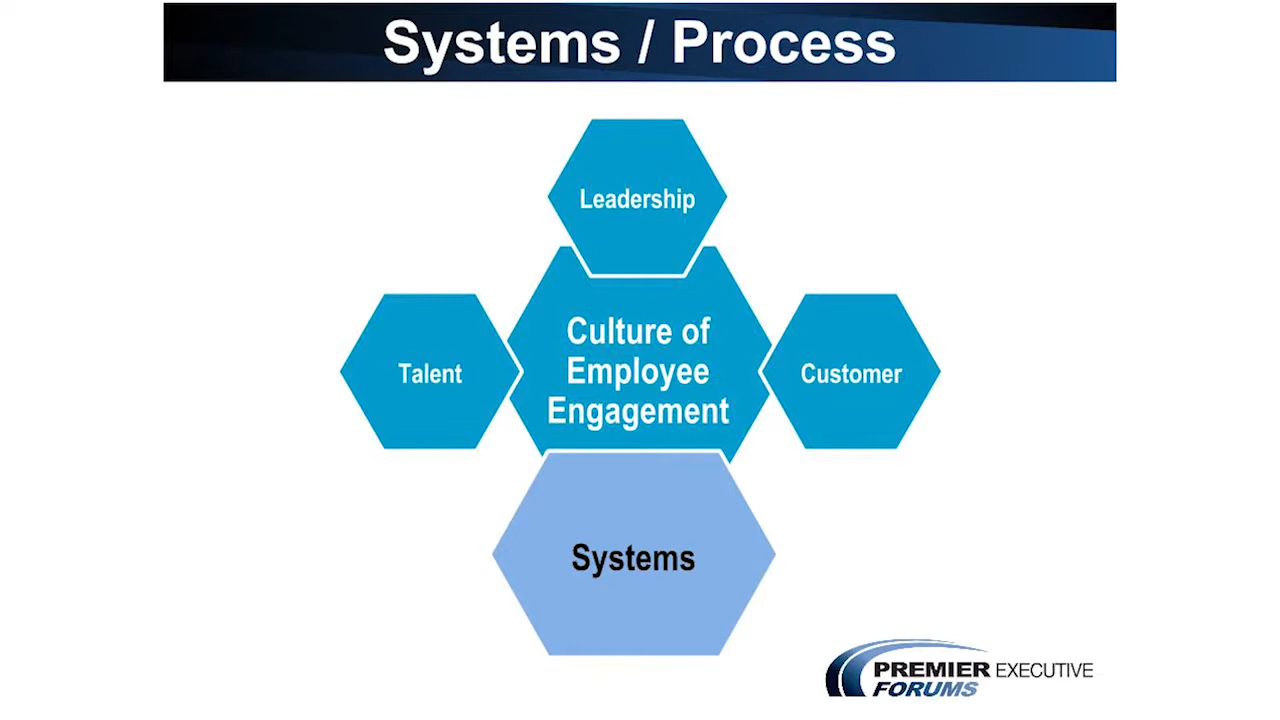 Systems / Process
Leadership
Culture of
Employee
Engagement
Talent
Customer
Systems
PREMIER EXECUTIVE
FORUMS